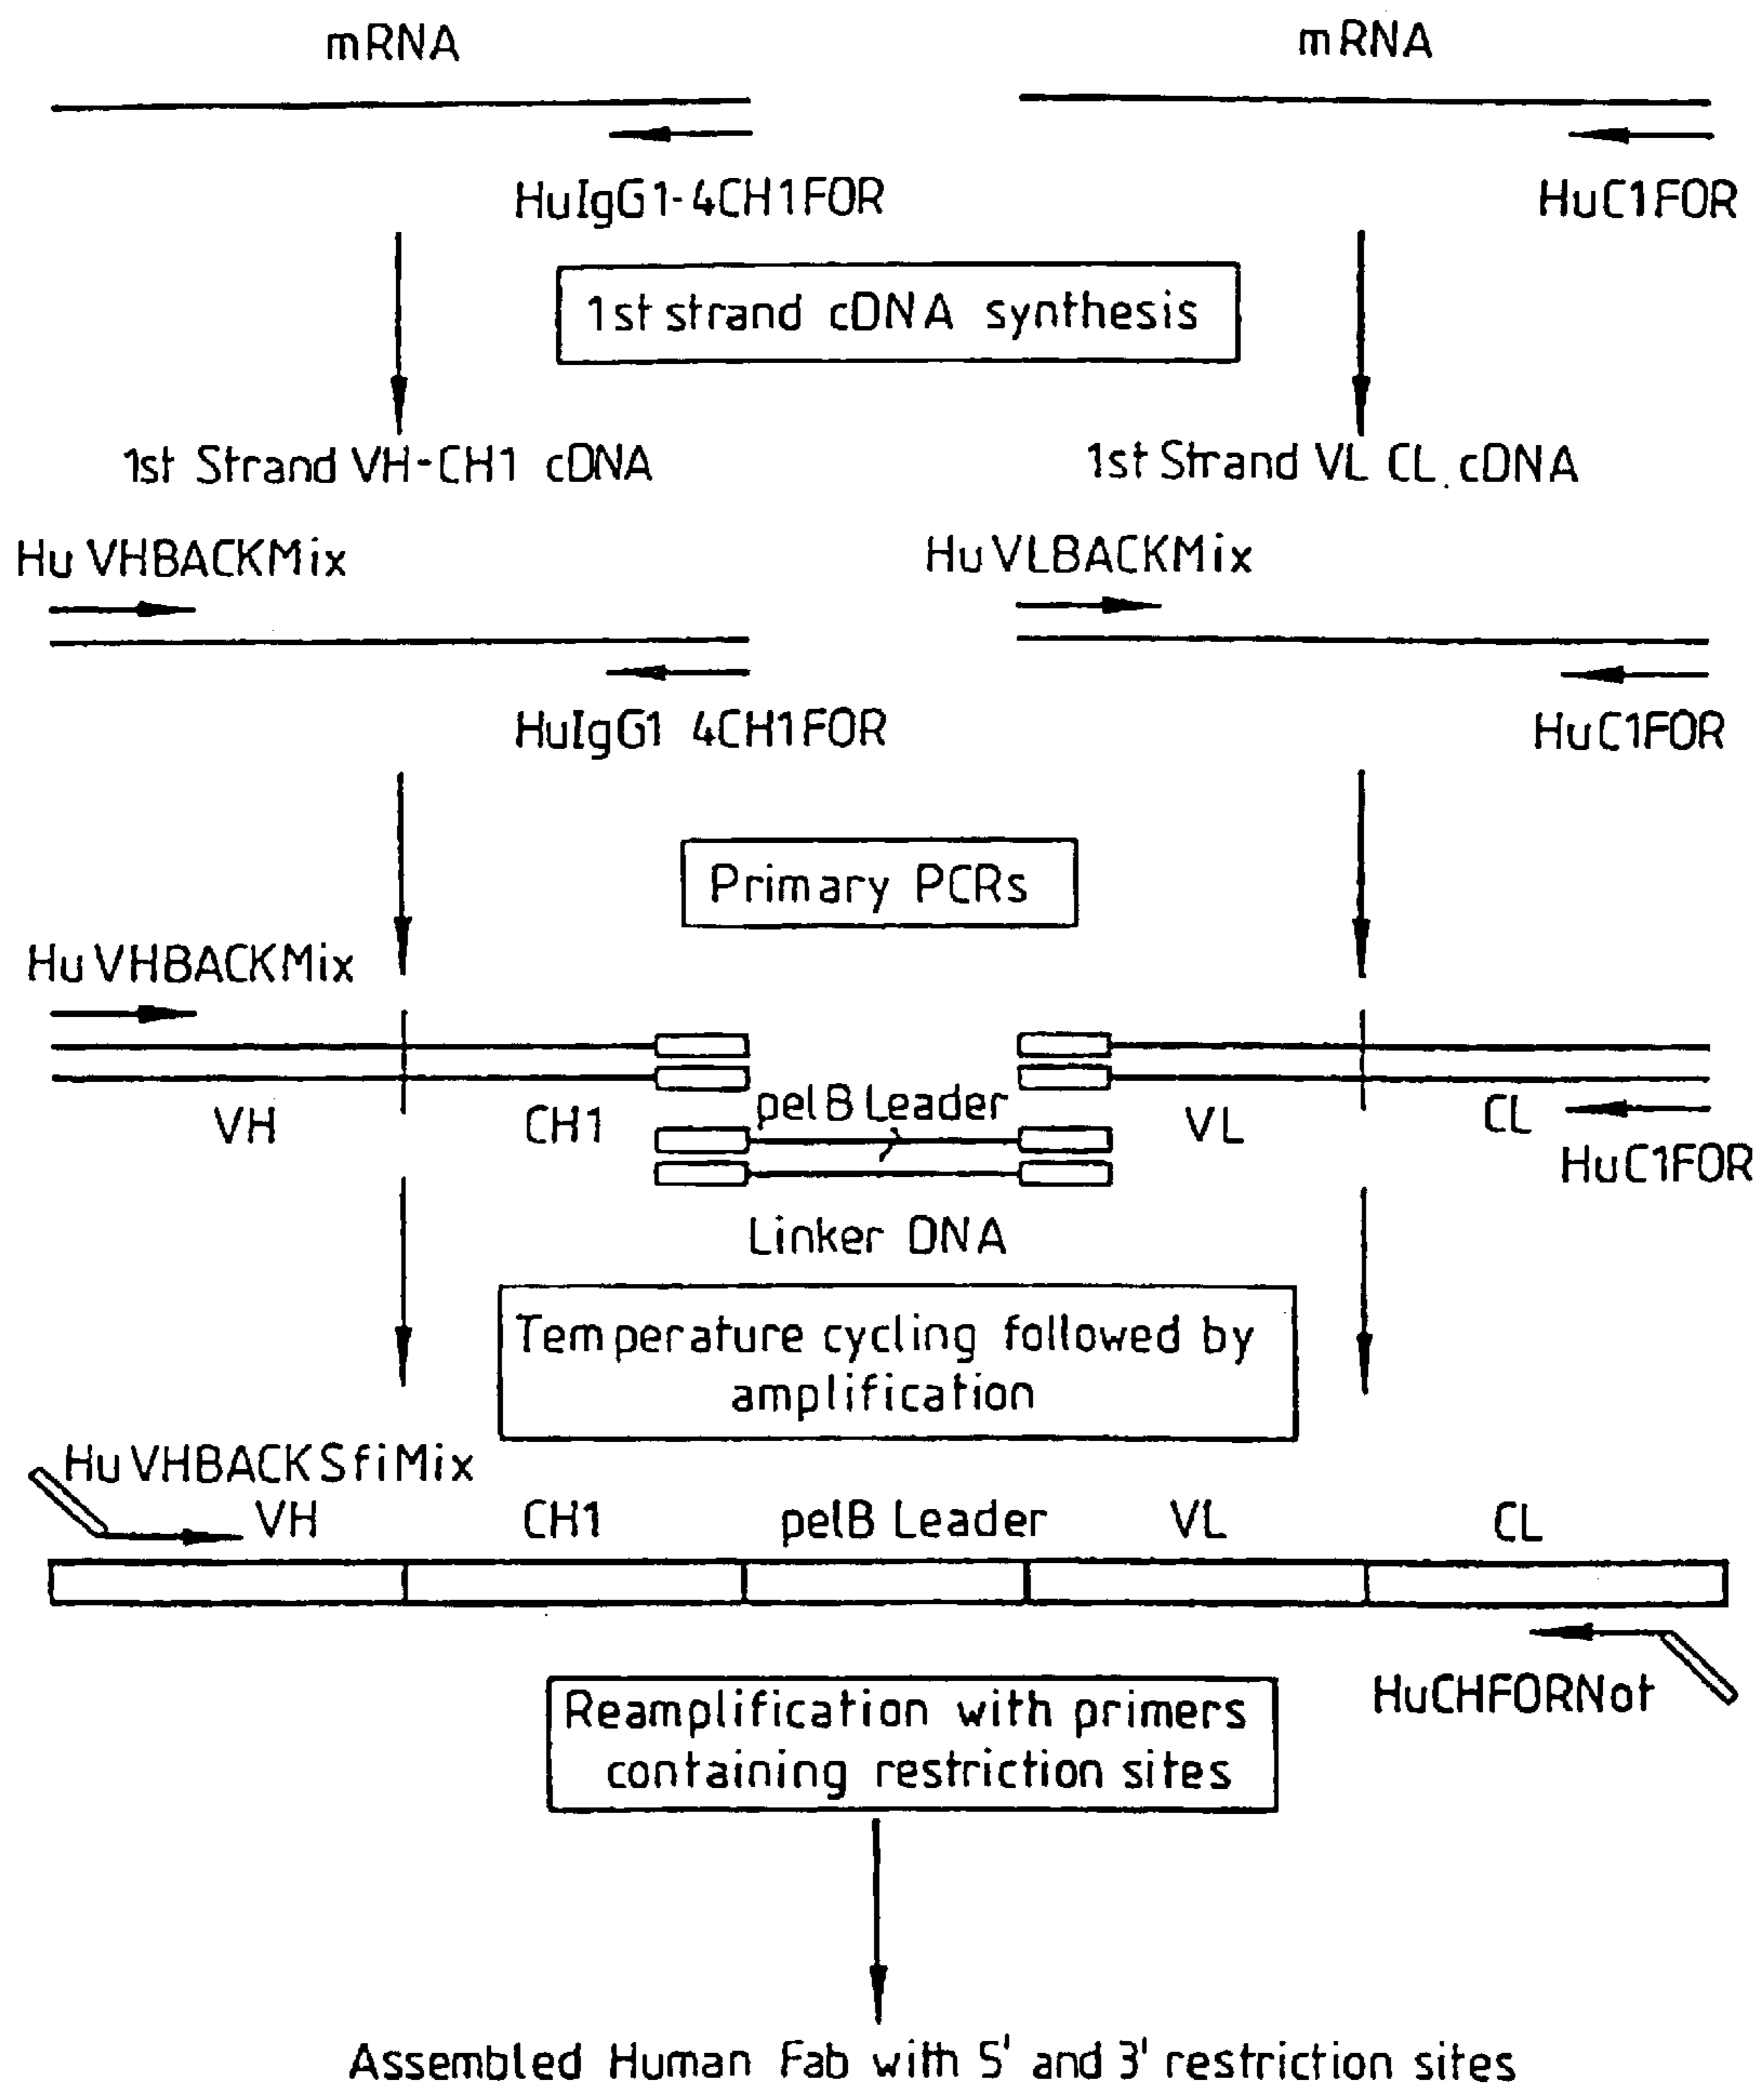 mRNA
mRNA
HuIgG1-4CH1FOR
HuC1FOR
1st strand cDNA synthesis
1st Strand VH-CH1 cDNA
1st Strand VL CL cDNA
Hu VHBACKMix
Hu VLBACKMix
HuIgG1 4CH1FOR
HuC1FOR
Primary PCRs
Hu VHBACKMix
VH
CH1
pelB Leader
VL
CL
HuC1FOR
Linker DNA
Temperature cycling followed by
amplification
Hu VHBACKSfiMix
VH
CH1
pelB Leader
VL
CL
HuCHFORNot
Reamplification with primers
containing restriction sites
Assembled Human Fab with 5' and 3' restriction sites